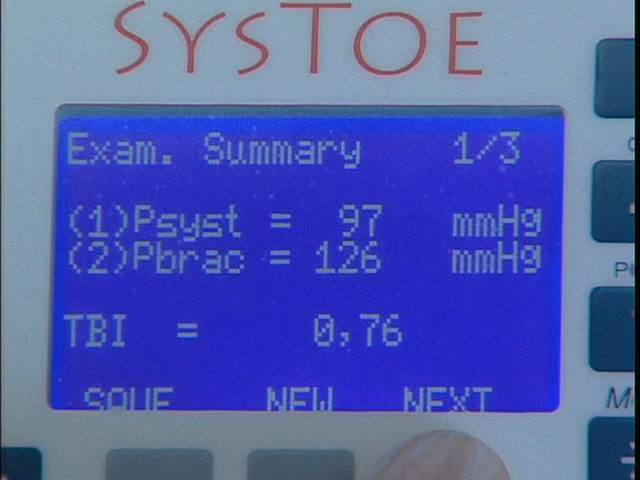 SYSTOE
Exam. Summary 1/3
(1)Psyst = 97 mmHg
(2)Pbrac = 126 mmHg
TBI = 0,76
SAVE NEW NEXT